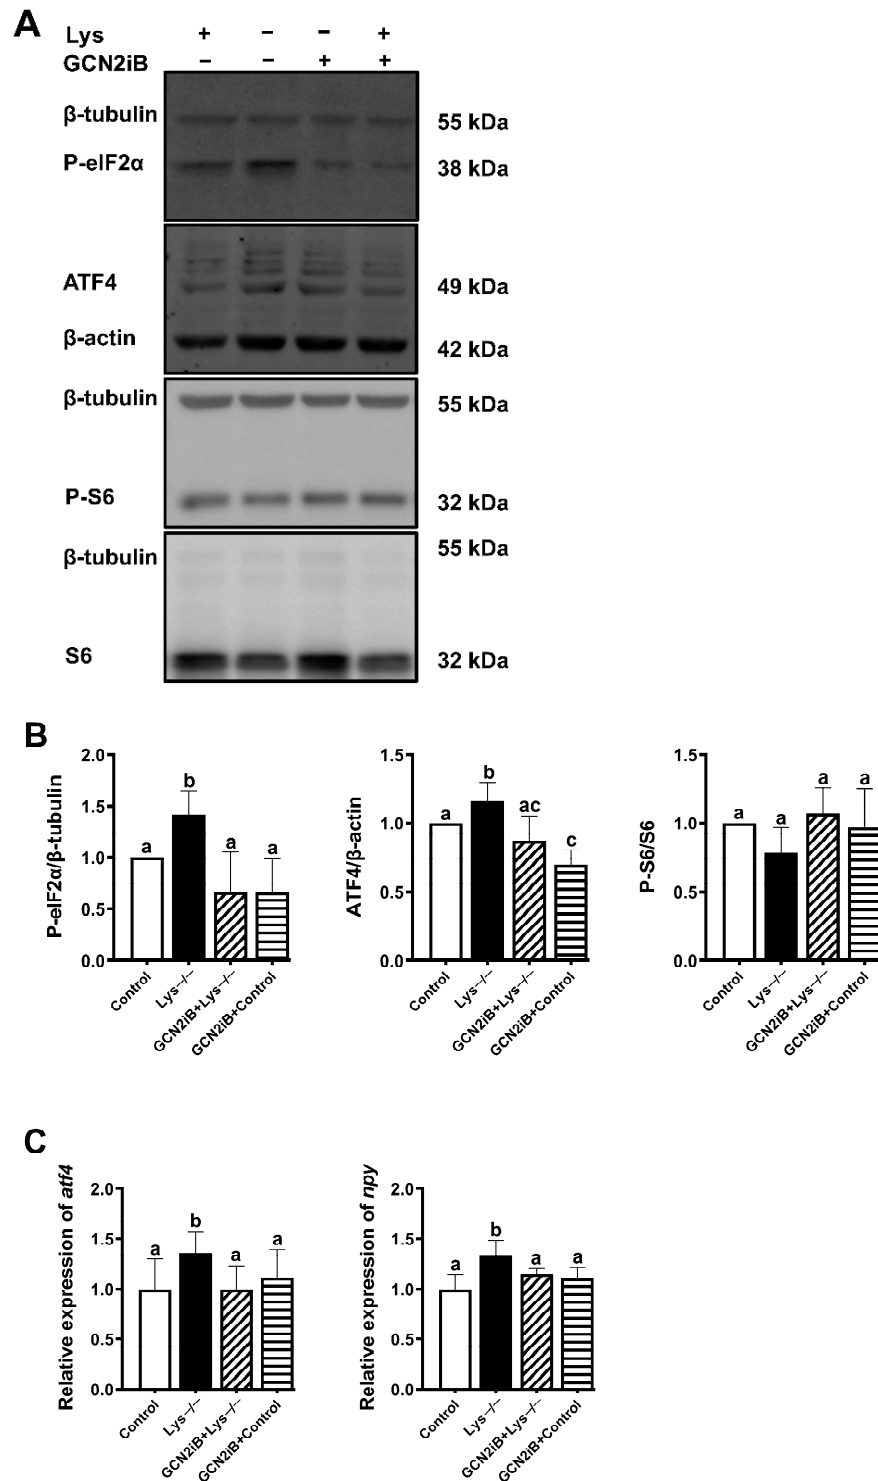 A
Lys + − − +
GCN2iB − − + +
β-tubulin 55 kDa
P-eIF2α 38 kDa
ATF4 49 kDa
β-actin 42 kDa
β-tubulin 55 kDa
P-S6 32 kDa
β-tubulin 55 kDa
S6 32 kDa
B
P-eIF2α/β-tubulin
2.0
1.5
1.0
0.5
0.0
a b a a
Control
Lys−/−
GCN2iB+Lys−/−
GCN2iB+Control
ATF4/β-actin
1.5
1.0
0.5
0.0
a b ac c
Control
Lys−/−
GCN2iB+Lys−/−
GCN2iB+Control
P-S6/S6
1.5
1.0
0.5
0.0
a a a a
Control
Lys−/−
GCN2iB+Lys−/−
GCN2iB+Control
C
Relative expression of atf4
2.0
1.5
1.0
0.5
0.0
a b a a
Control
Lys−/−
GCN2iB+Lys−/−
GCN2iB+Control
Relative expression of npy
2.0
1.5
1.0
0.5
0.0
a b a a
Control
Lys−/−
GCN2iB+Lys−/−
GCN2iB+Control